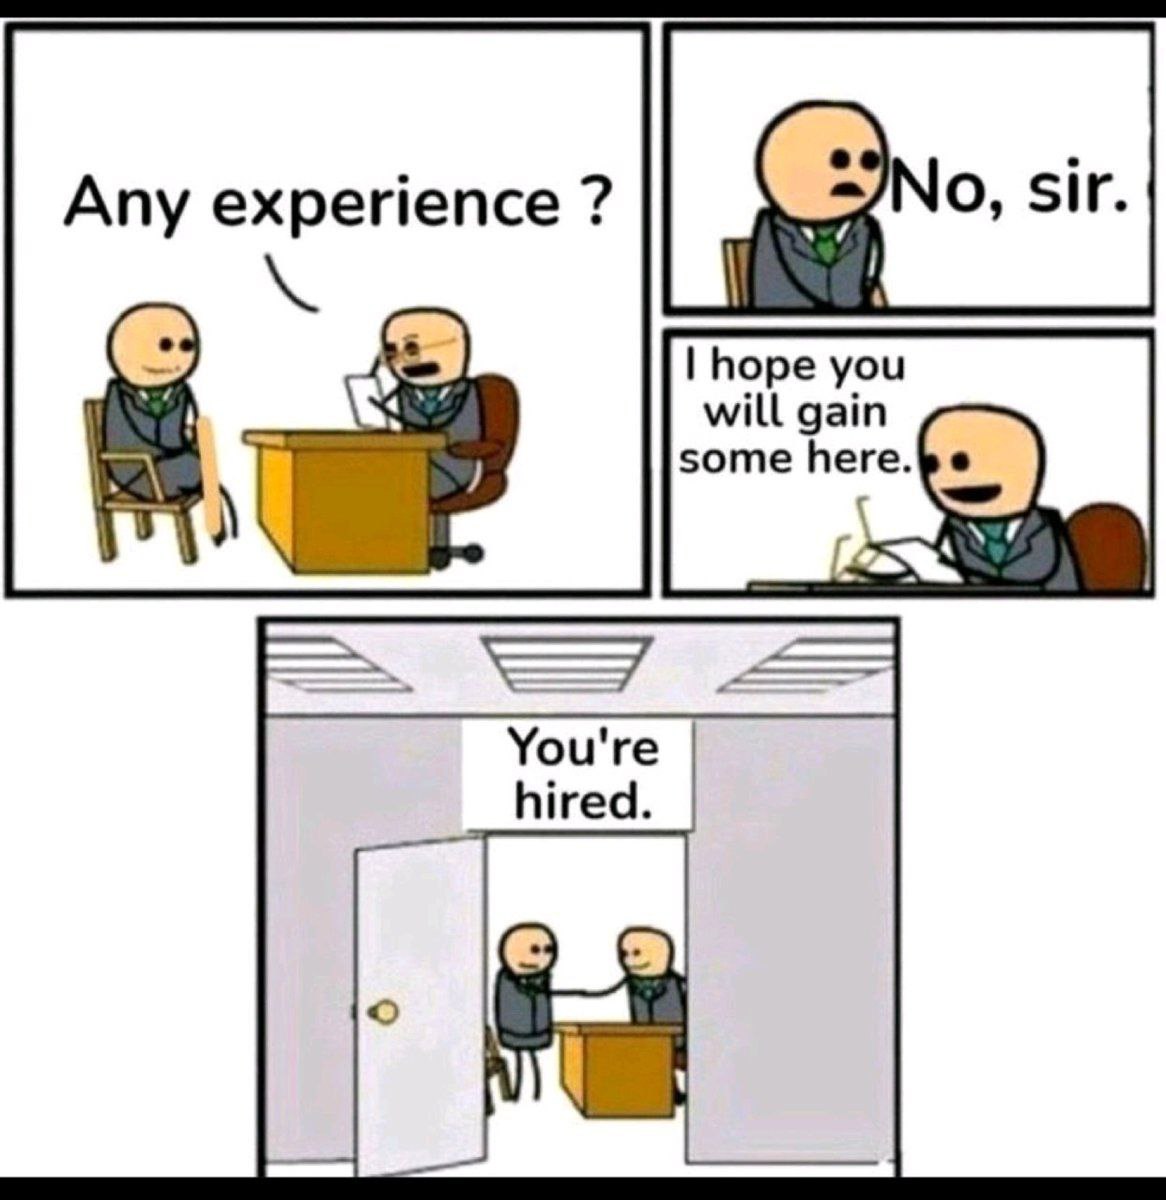 Any experience ?
No, sir.
I hope you
will gain
some here.
You're
hired.